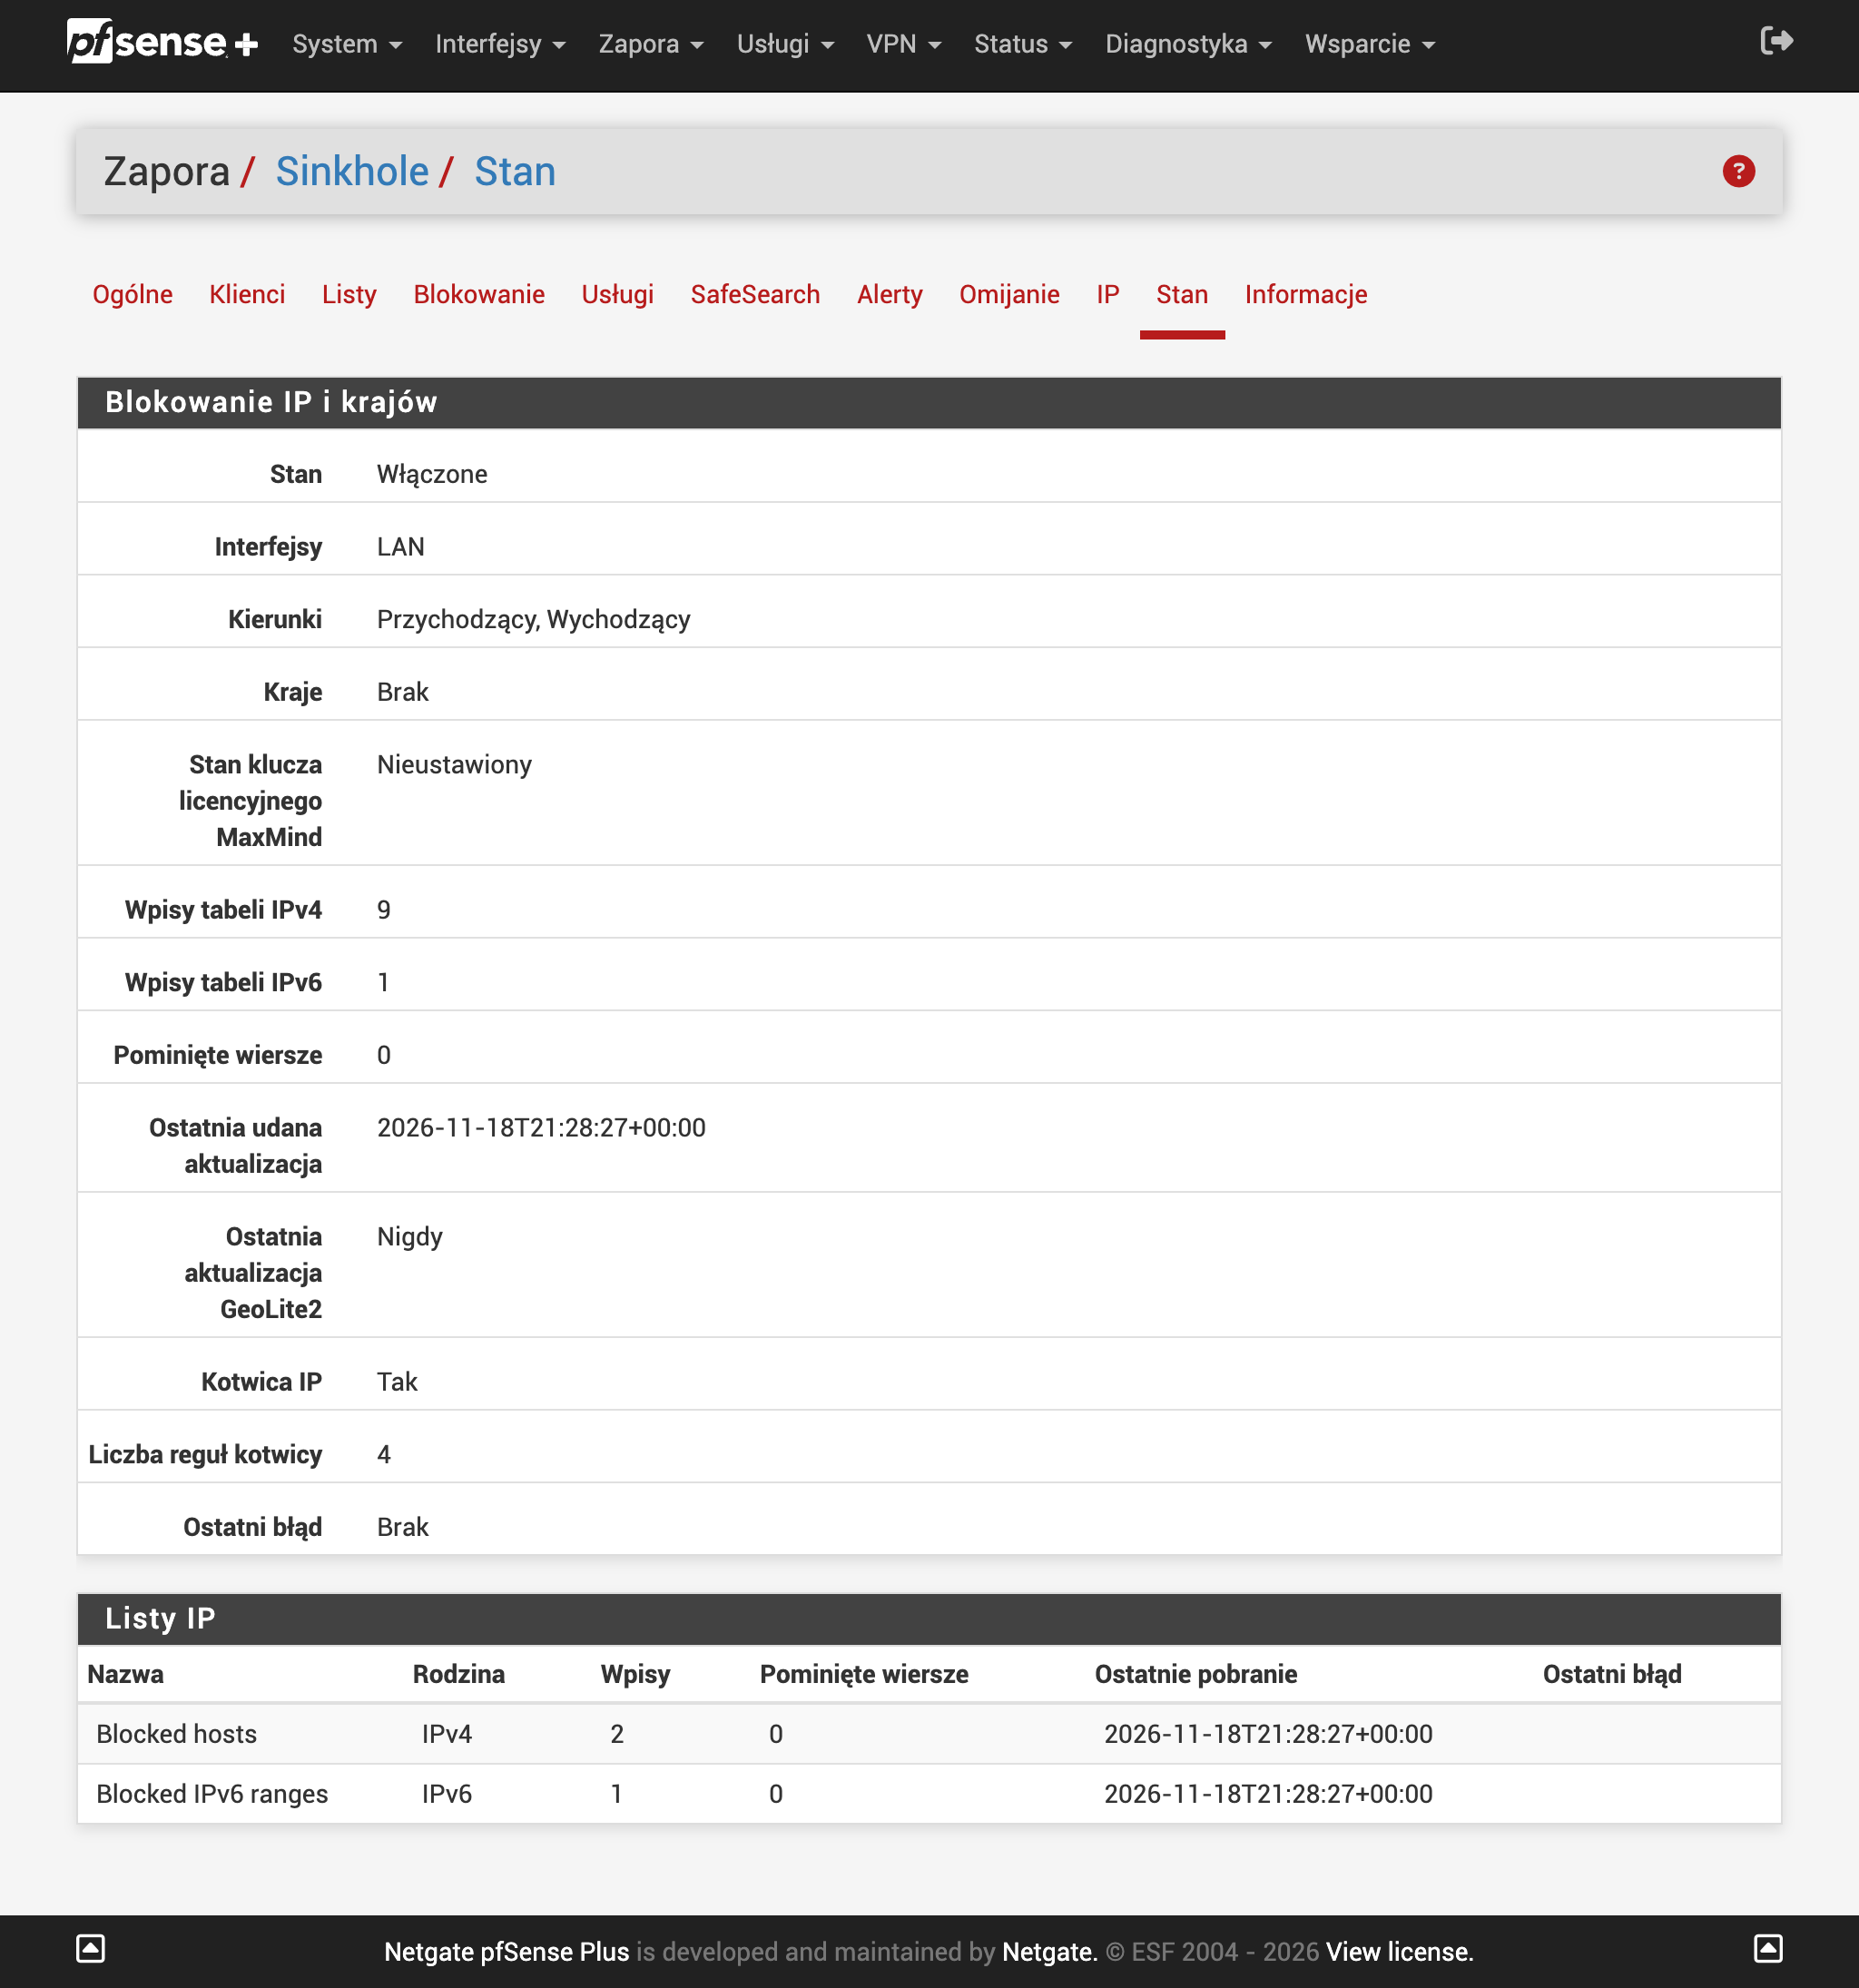 pfsense+ System Interfejsy Zapora Usługi VPN Status Diagnostyka Wsparcie
Zapora / Sinkhole / Stan
?
Ogólne Klienci Listy Blokowanie Usługi SafeSearch Alerty Omijanie IP Stan Informacje
Blokowanie IP i krajów
Stan Włączone
Interfejsy LAN
Kierunki Przychodzący, Wychodzący
Kraje Brak
Stan klucza Nieustawiony
licencyjnego
MaxMind
Wpisy tabeli IPv4 9
Wpisy tabeli IPv6 1
Pominięte wiersze 0
Ostatnia udana 2026-11-18T21:28:27+00:00
aktualizacja
Ostatnia Nigdy
aktualizacja
GeoLite2
Kotwica IP Tak
Liczba reguł kotwicy 4
Ostatni błąd Brak
Listy IP
Nazwa Rodzina Wpisy Pominięte wiersze Ostatnie pobranie Ostatni błąd
Blocked hosts IPv4 2 0 2026-11-18T21:28:27+00:00
Blocked IPv6 ranges IPv6 1 0 2026-11-18T21:28:27+00:00
Netgate pfSense Plus is developed and maintained by Netgate. © ESF 2004 - 2026 View license.